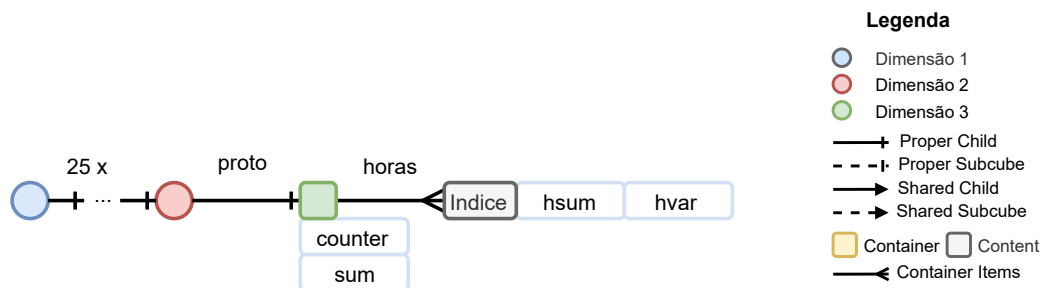 Legenda
Dimensão 1
Dimensão 2
Dimensão 3
25 x
proto
horas
Proper Child
Proper Subcube
Shared Child
Shared Subcube
...
Indice
hsum
hvar
counter
sum
Container
Content
Container Items